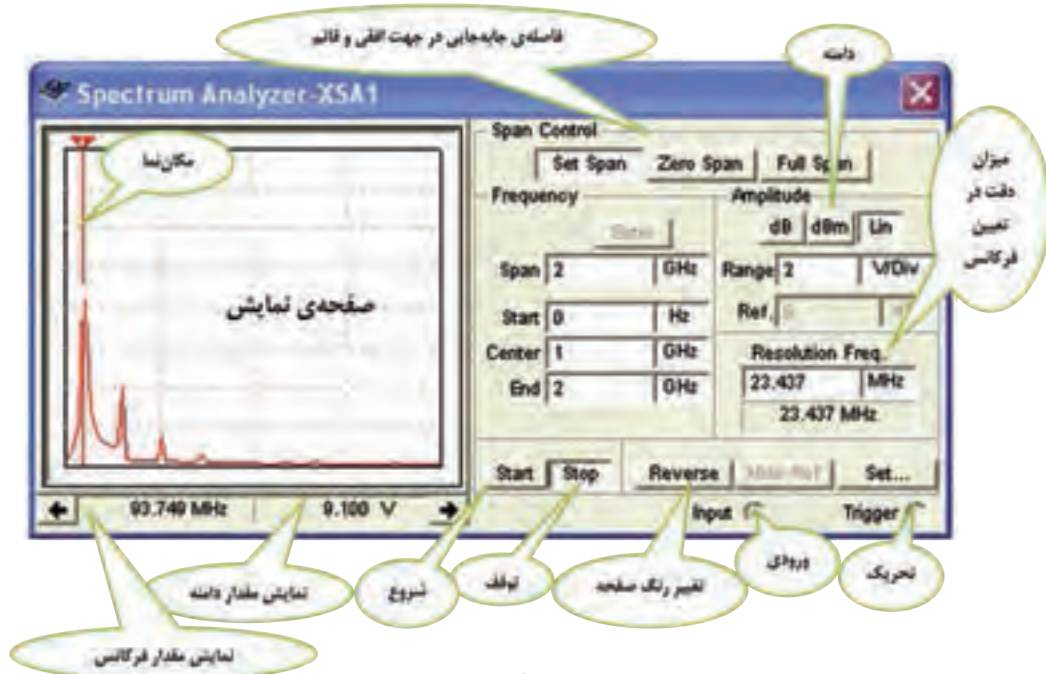 فاصله‌ی جابه‌جایی در جهت افقی و قائم
دامنه
Spectrum Analyzer-XSA1
مکان‌نما
صفحه‌ی نمایش
Span Control
Set Span Zero Span Full Span
میزان
دقت در
تعیین
فرکانس
Frequency
Span 2 GHz
Start 0 Hz
Center 1 GHz
End 2 GHz
Amplitude
dB dBm Lin
Range 2 V/Div
Ref.
Resolution Freq.
23.437 MHz
23.437 MHz
Start Stop Reverse Set...
93.749 MHz 9.100 V
Input Trigger
نمایش مقدار دامنه
شروع
توقف
تغییر رنگ صفحه
ورودی
تحریک
نمایش مقدار فرکانس